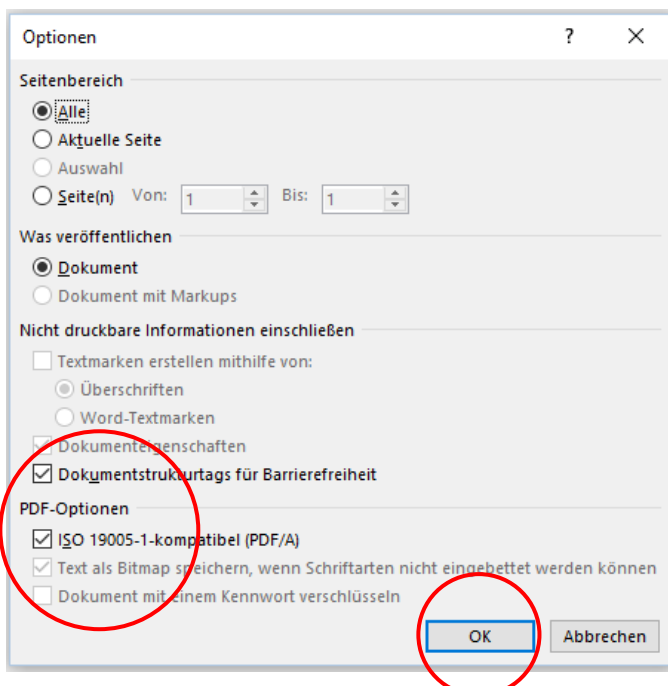 Optionen ? ×
Seitenbereich
Alle
Aktuelle Seite
Auswahl
Seite(n) Von: 1 Bis: 1
Was veröffentlichen
Dokument
Dokument mit Markups
Nicht druckbare Informationen einschließen
Textmarken erstellen mithilfe von:
Überschriften
Word-Textmarken
Dokumenteigenschaften
Dokumentstrukturtags für Barrierefreiheit
PDF-Optionen
ISO 19005-1-kompatibel (PDF/A)
Text als Bitmap speichern, wenn Schriftarten nicht eingebettet werden können
Dokument mit einem Kennwort verschlüsseln
OK Abbrechen